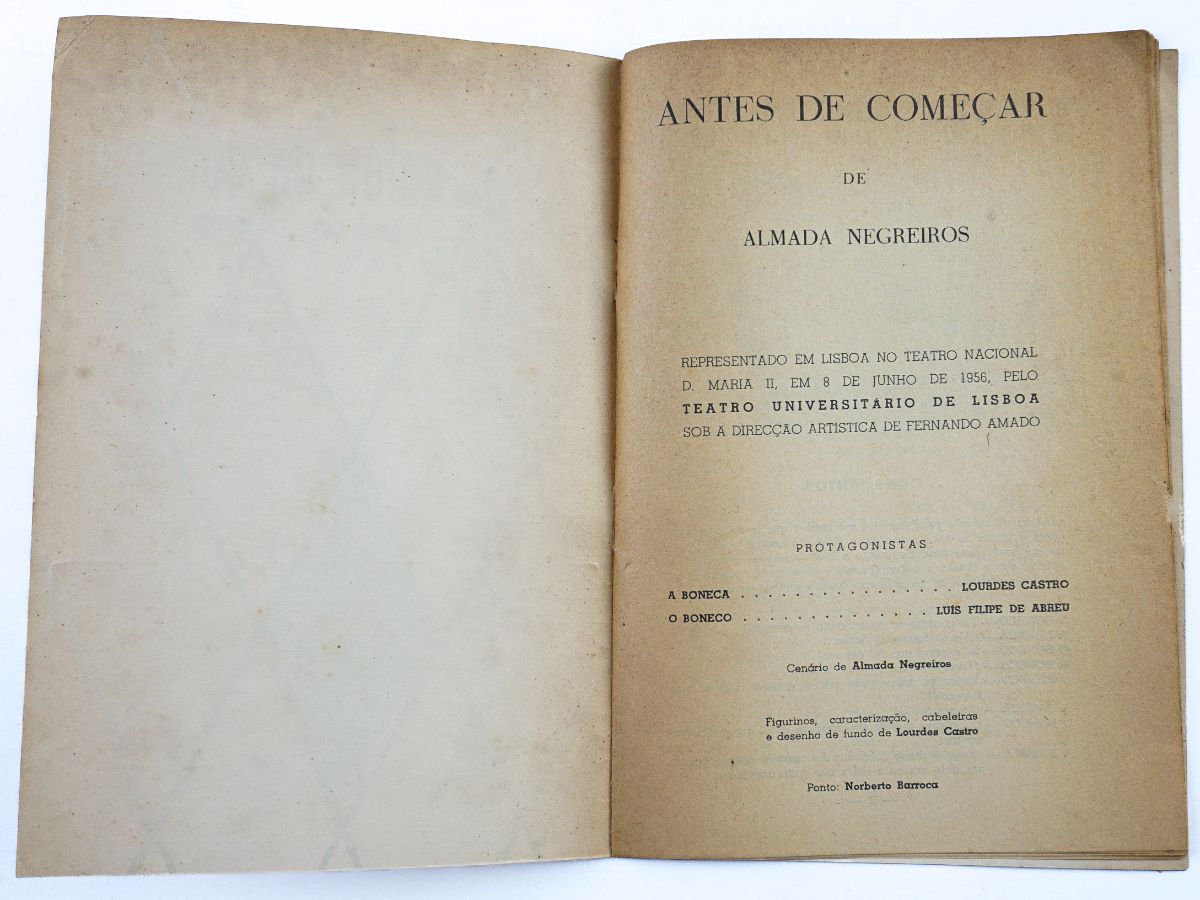 ANTES DE COMEÇAR
DE
ALMADA NEGREIROS
REPRESENTADO EM LISBOA NO TEATRO NACIONAL
D. MARIA II, EM 8 DE JUNHO DE 1956, PELO
TEATRO UNIVERSITÁRIO DE LISBOA
SOB A DIRECÇÃO ARTÍSTICA DE FERNANDO AMADO
PROTAGONISTAS:
A BONECA . . . . . . . . . . . . . . . . LOURDES CASTRO
O BONECO . . . . . . . . . . . . . . LUÍS FILIPE DE ABREU
Cenário de Almada Negreiros
Figurinos, caracterização, cabeleiras
e desenho de fundo de Lourdes Castro
Ponto: Norberto Barroca